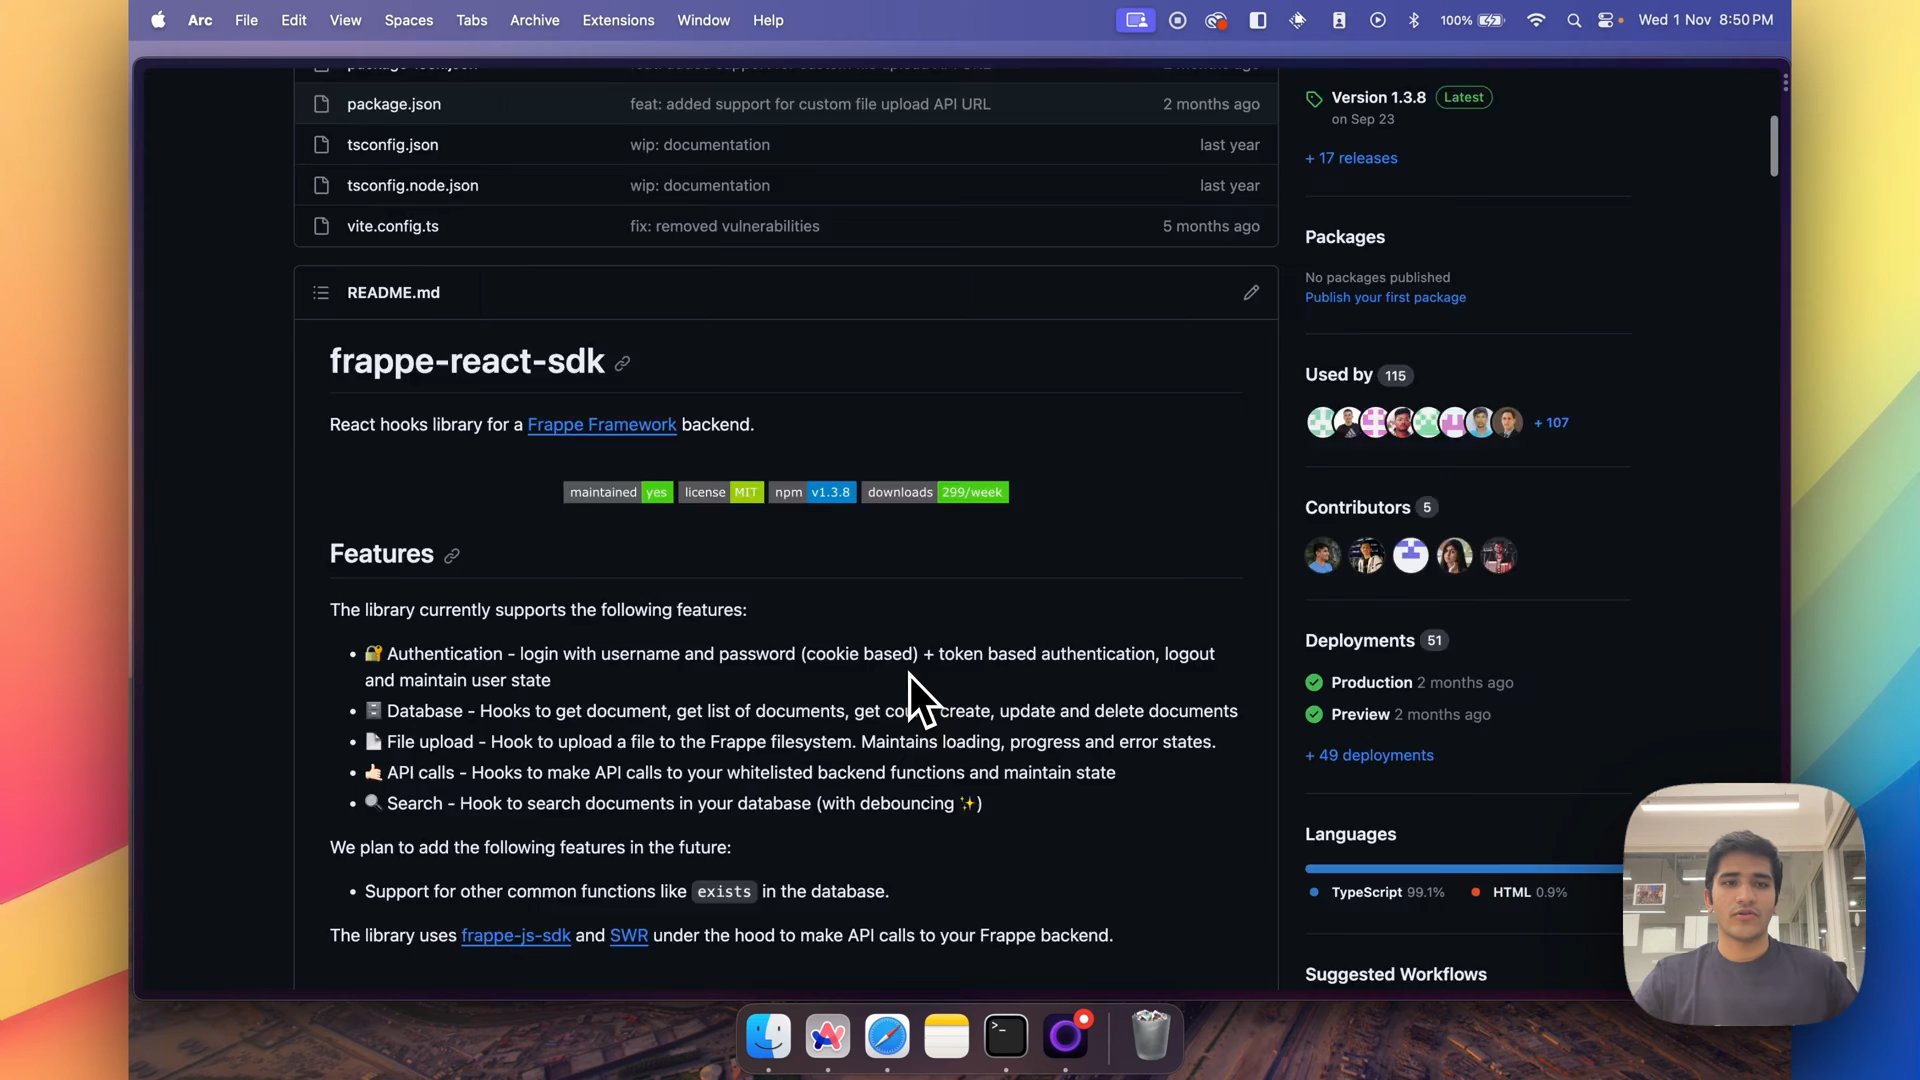 Arc File Edit View Spaces Tabs Archive Extensions Window Help 100% Wed 1 Nov 8:50 PM
package.json feat: added support for custom file upload API URL 2 months ago
tsconfig.json wip: documentation last year
tsconfig.node.json wip: documentation last year
vite.config.ts fix: removed vulnerabilities 5 months ago
README.md
frappe-react-sdk
React hooks library for a Frappe Framework backend.
maintained yes license MIT npm v1.3.8 downloads 299/week
Features
The library currently supports the following features:
• 🔐 Authentication - login with username and password (cookie based) + token based authentication, logout
and maintain user state
• 🗄 Database - Hooks to get document, get list of documents, get create, update and delete documents
• 📄 File upload - Hook to upload a file to the Frappe filesystem. Maintains loading, progress and error states.
• 🤙🏻 API calls - Hooks to make API calls to your whitelisted backend functions and maintain state
• 🔍 Search - Hook to search documents in your database (with debouncing ✨)
We plan to add the following features in the future:
• Support for other common functions like exists in the database.
The library uses frappe-js-sdk and SWR under the hood to make API calls to your Frappe backend.
Version 1.3.8 Latest
on Sep 23
+ 17 releases
Packages
No packages published
Publish your first package
Used by 115
+ 107
Contributors 5
Deployments 51
Production 2 months ago
Preview 2 months ago
+ 49 deployments
Languages
TypeScript 99.1% HTML 0.9%
Suggested Workflows